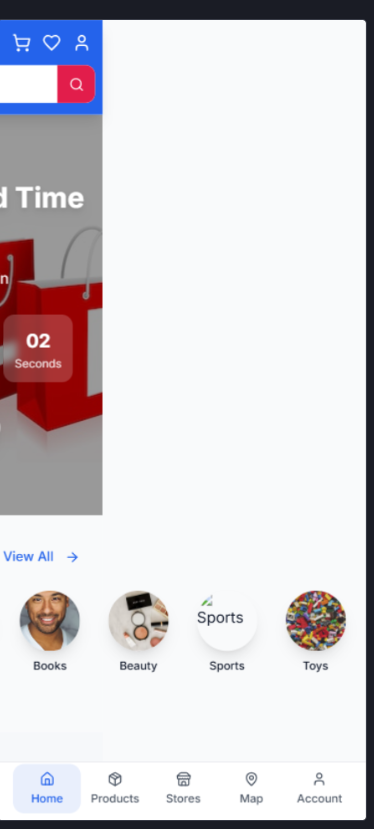 d Time
n
02
Seconds
View All
Sports
Books
Beauty
Sports
Toys
Home
Products
Stores
Map
Account